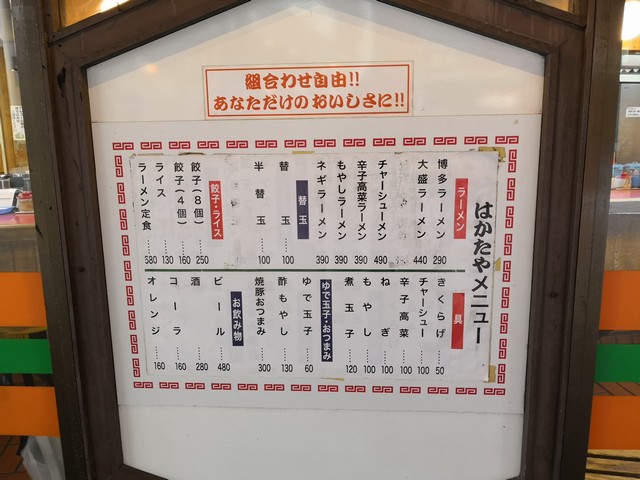 組合わせ自由!!
あなただけのおいしさに!!
はかたやメニュー
ラーメン
博多ラーメン 290
大盛ラーメン 440
チャーシューメン 490
辛子高菜ラーメン 390
もやしラーメン 390
ネギラーメン 390
替玉
替玉 100
半替玉 100
餃子・ライス
餃子(8個) 250
餃子(4個) 160
ライス 130
ラーメン定食 580
具
きくらげ 50
チャーシュー 100
辛子高菜 100
ねぎ 100
もやし 100
煮玉子 120
ゆで玉子・おつまみ
ゆで玉子 60
酢もやし 130
焼豚おつまみ 300
お飲み物
ビール 480
酒 280
コーラ 160
オレンジ 160